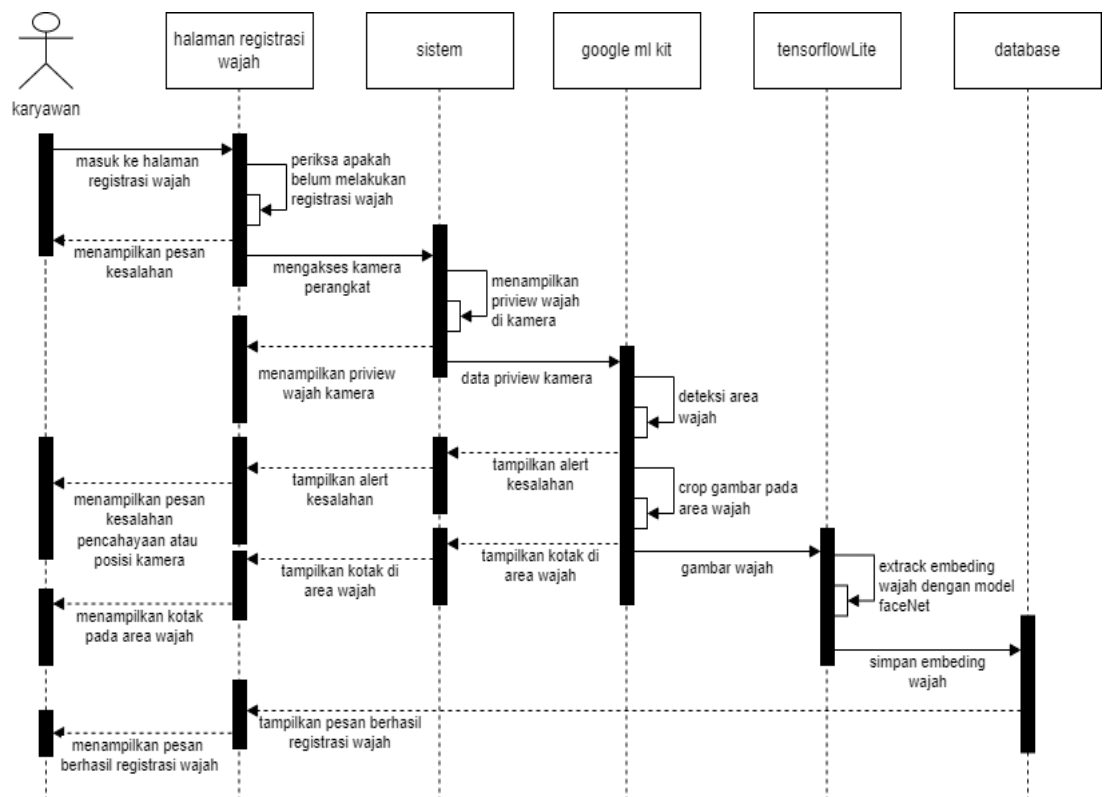 karyawan
halaman registrasi
wajah
sistem
google ml kit
tensorflowLite
database
masuk ke halaman
registrasi wajah
periksa apakah
belum melakukan
registrasi wajah
menampilkan pesan
kesalahan
mengakses kamera
perangkat
menampilkan
priview wajah
di kamera
menampilkan priview
wajah kamera
data priview kamera
deteksi area
wajah
tampilkan alert
kesalahan
tampilkan alert
kesalahan
menampilkan pesan
kesalahan
pencahayaan atau
posisi kamera
crop gambar pada
area wajah
tampilkan kotak di
area wajah
tampilkan kotak di
area wajah
menampilkan kotak
pada area wajah
gambar wajah
extrack embeding
wajah dengan model
faceNet
simpan embeding
wajah
tampilkan pesan berhasil
registrasi wajah
menampilkan pesan
berhasil registrasi wajah